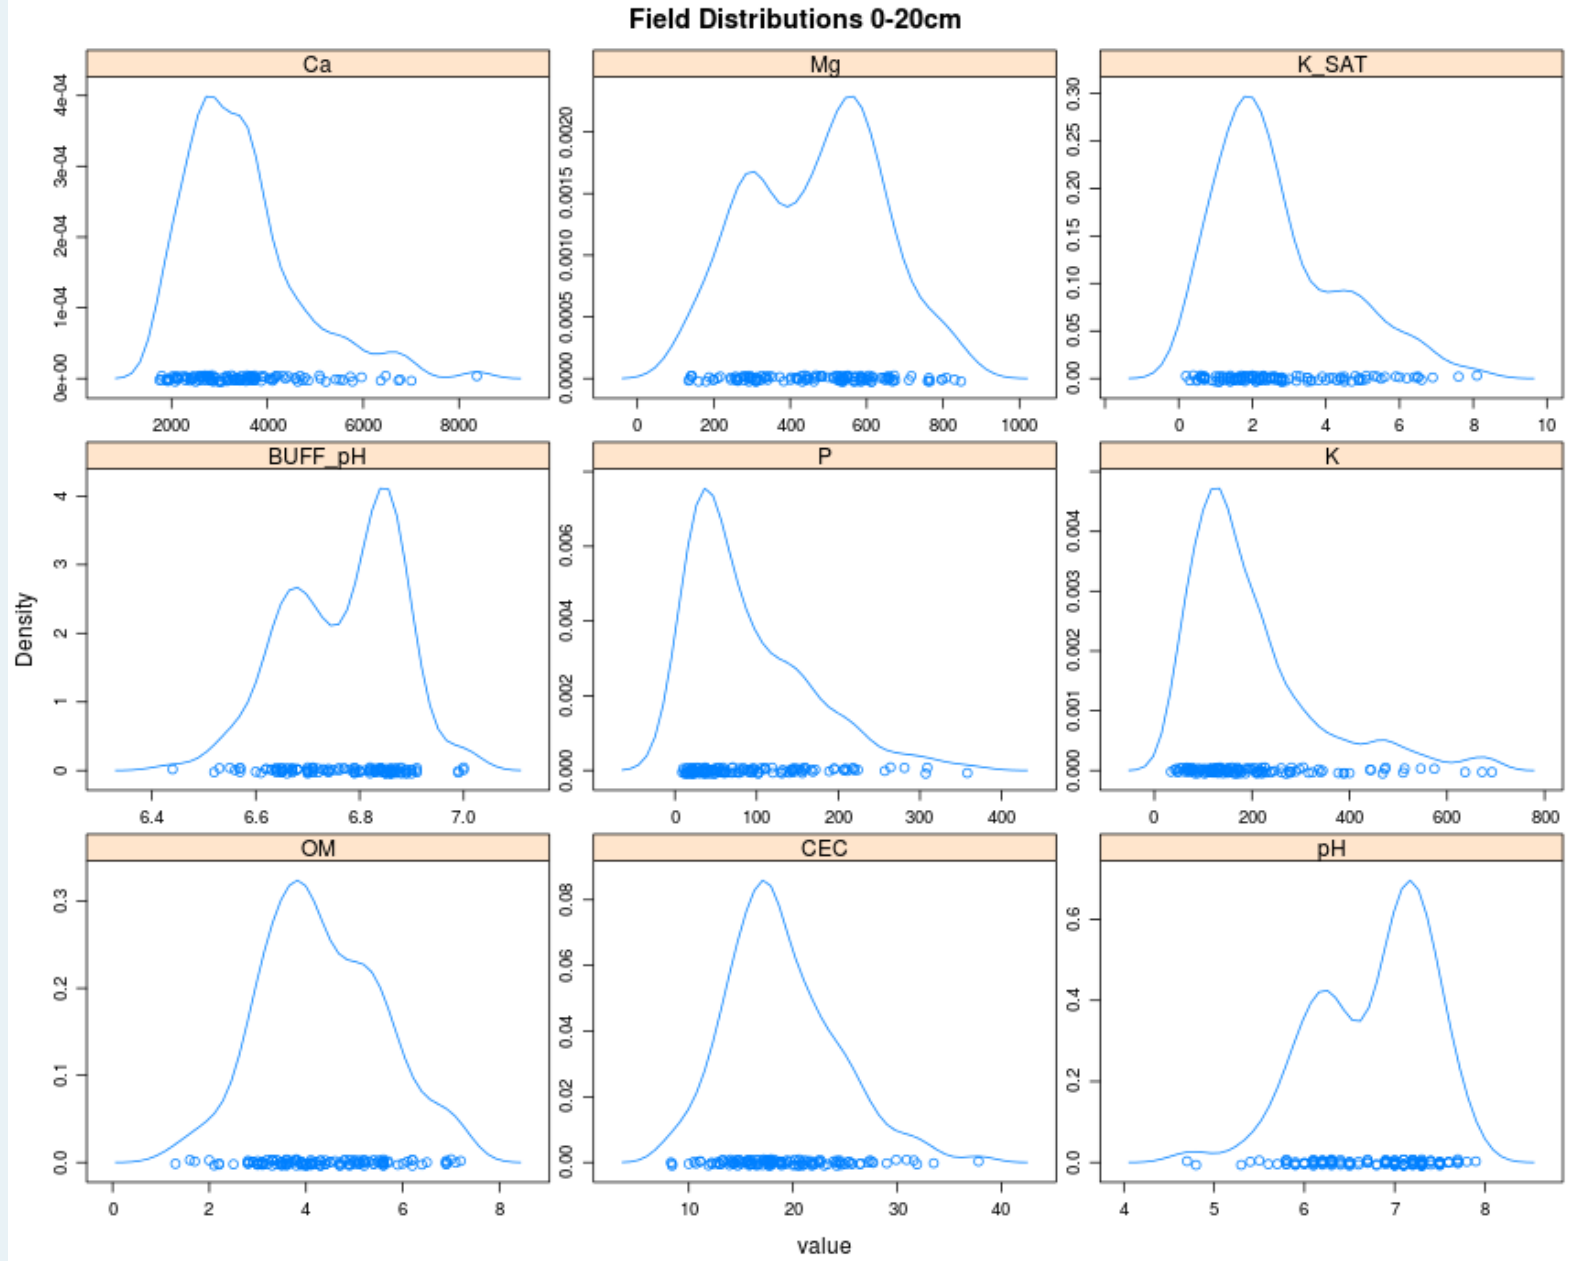 Field Distributions 0-20cm
Ca
Mg
K_SAT
0e+00 1e-04 2e-04 3e-04 4e-04
2000 4000 6000 8000
0.0000 0.0005 0.0010 0.0015 0.0020
0 200 400 600 800 1000
0.00 0.05 0.10 0.15 0.20 0.25 0.30
0 2 4 6 8 10
BUFF_pH
P
K
0 1 2 3 4
6.4 6.6 6.8 7.0
0.000 0.002 0.004 0.006
0 100 200 300 400
0.000 0.001 0.002 0.003 0.004
0 200 400 600 800
Density
OM
CEC
pH
0.0 0.1 0.2 0.3
0 2 4 6 8
0.00 0.02 0.04 0.06 0.08
10 20 30 40
0.0 0.2 0.4 0.6
4 5 6 7 8
value